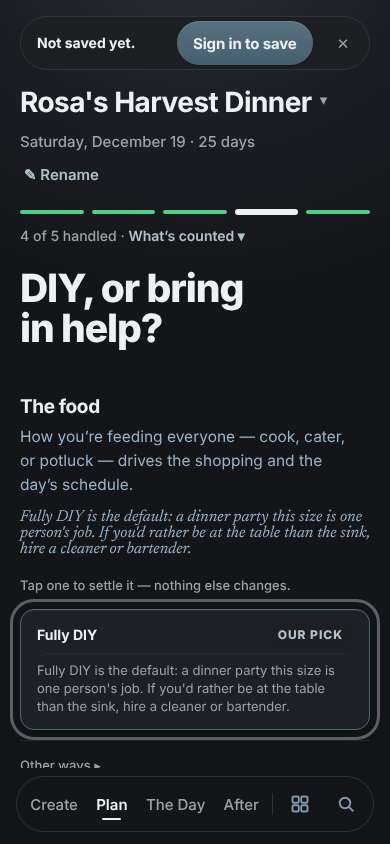 Not saved yet.
Sign in to save
×
Rosa's Harvest Dinner ▾
Saturday, December 19 · 25 days
✎ Rename
4 of 5 handled · What's counted ▾
DIY, or bring
in help?
The food
How you're feeding everyone — cook, cater,
or potluck — drives the shopping and the
day's schedule.
Fully DIY is the default: a dinner party this size is one
person's job. If you'd rather be at the table than the sink,
hire a cleaner or bartender.
Tap one to settle it — nothing else changes.
Fully DIY
OUR PICK
Fully DIY is the default: a dinner party this size is
one person's job. If you'd rather be at the table
than the sink, hire a cleaner or bartender.
Other ways ▸
Create
Plan
The Day
After